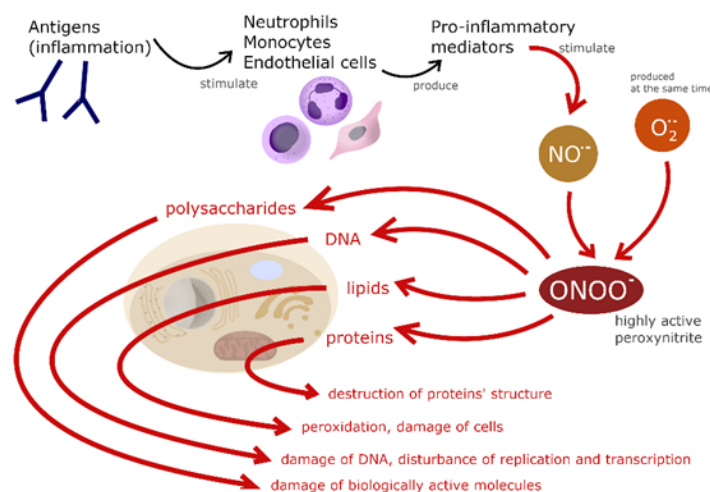 Antigens
(inflammation)
stimulate
Neutrophils
Monocytes
Endothelial cells
produce
Pro-inflammatory
mediators
stimulate
produced
at the same time
NO˙⁻
O₂˙˙⁻
polysaccharides
DNA
lipids
proteins
ONOO⁻
highly active
peroxynitrite
destruction of proteins' structure
peroxidation, damage of cells
damage of DNA, disturbance of replication and transcription
damage of biologically active molecules